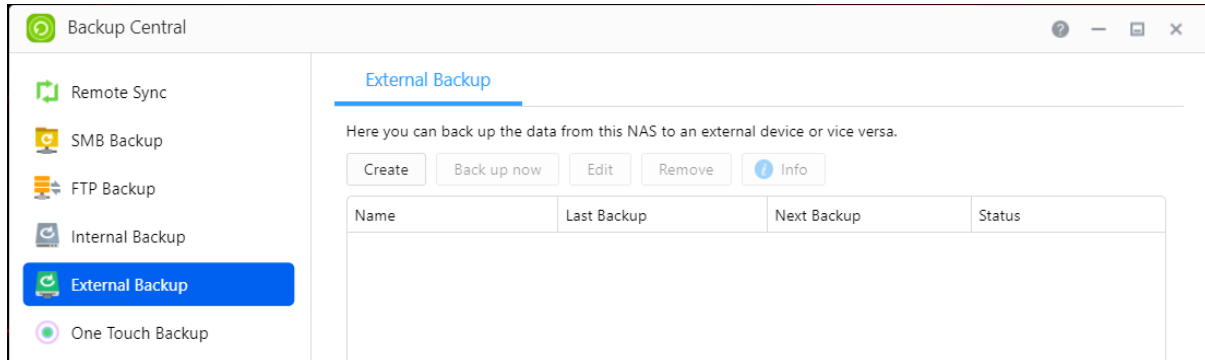 Backup Central
Remote Sync
SMB Backup
FTP Backup
Internal Backup
External Backup
One Touch Backup
External Backup
Here you can back up the data from this NAS to an external device or vice versa.
Create Back up now Edit Remove Info
Name Last Backup Next Backup Status